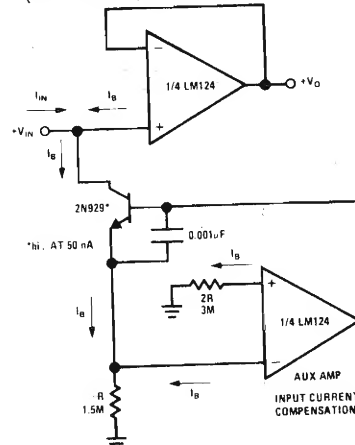 −
1/4 LM124
+
+VO
IIN
IB
+VIN
IB
2N929*
0.001µF
*hi, AT 50 nA
IB
2R
3M
+
1/4 LM124
−
IB
IB
R
1.5M
AUX AMP
INPUT CURRENT
COMPENSATION